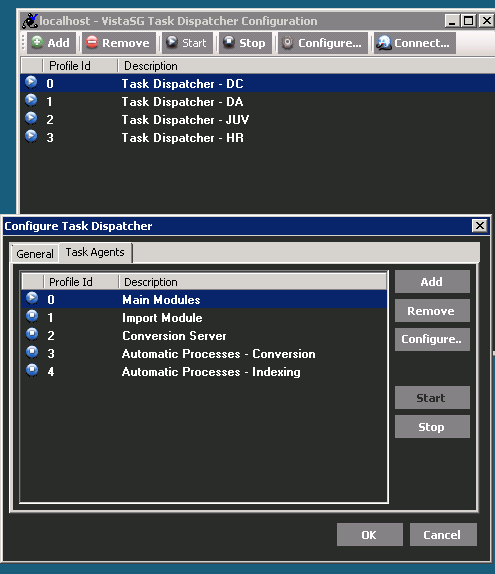 localhost - VistaSG Task Dispatcher Configuration
Add Remove Start Stop Configure... Connect...
Profile Id Description
0 Task Dispatcher - DC
1 Task Dispatcher - DA
2 Task Dispatcher - JUV
3 Task Dispatcher - HR
Configure Task Dispatcher
General Task Agents
Profile Id Description
0 Main Modules
1 Import Module
2 Conversion Server
3 Automatic Processes - Conversion
4 Automatic Processes - Indexing
Add
Remove
Configure..
Start
Stop
OK Cancel